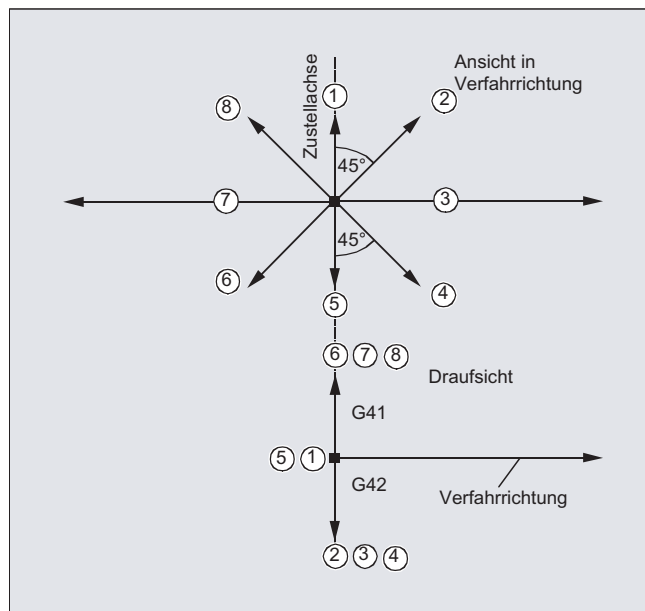 Ansicht in
Verfahrrichtung
Zustellachse
1
2
8
45°
7
3
45°
6
4
5
6 7 8
Draufsicht
G41
5 1
G42
Verfahrrichtung
2 3 4